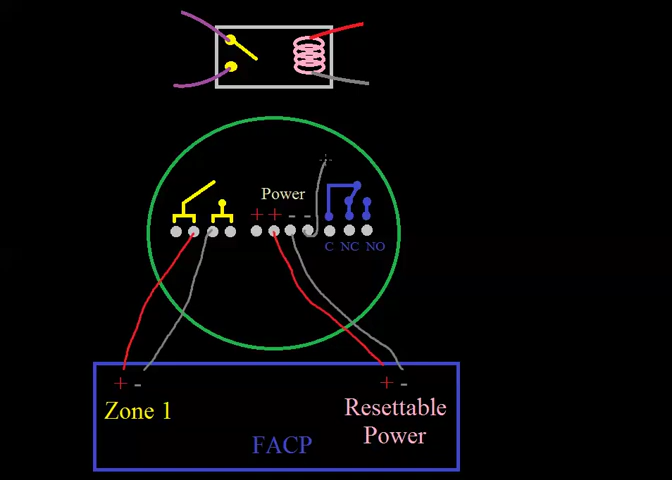 Power
+ + - -
C NC NO
+ -
+ -
Zone 1
Resettable
Power
FACP